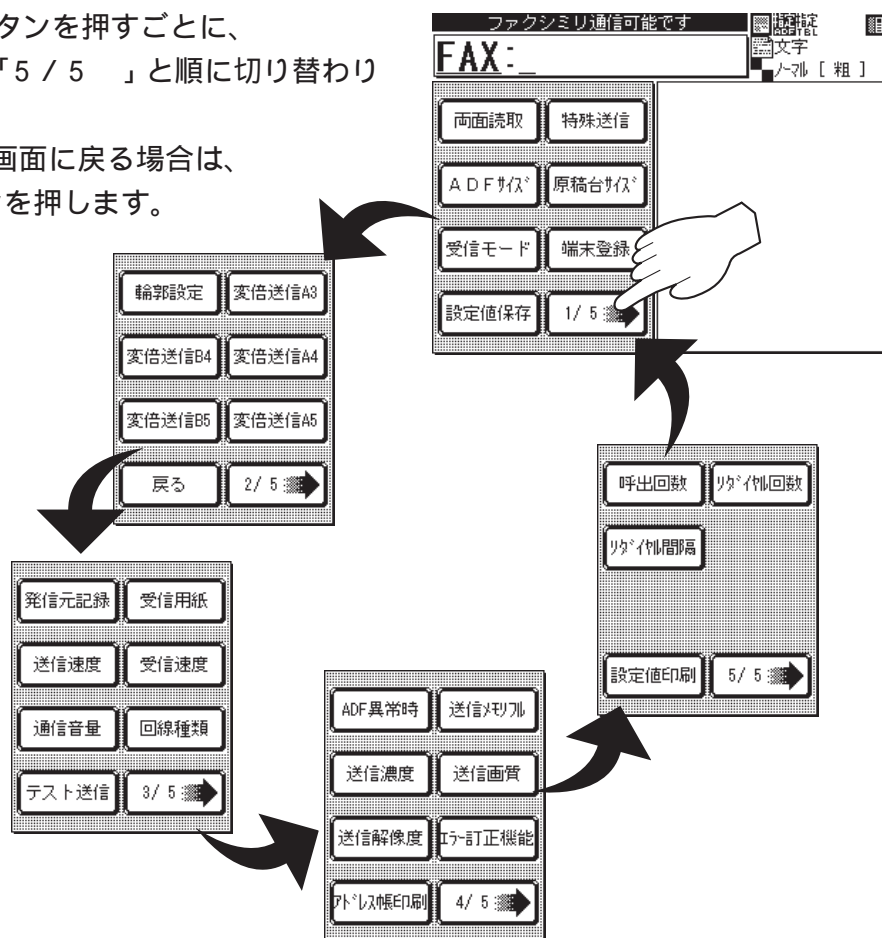 タンを押すごとに、
「5 / 5　」と順に切り替わり
画面に戻る場合は、
を押します。
ファクシミリ通信可能です
FAX:_
文字
ﾉｰﾏﾙ [ 粗 ]
両面読取 特殊送信
ＡＤＦｻｲｽﾞ 原稿台ｻｲｽﾞ
受信モード 端末登録
設定値保存 1/ 5
輪郭設定 変倍送信A3
変倍送信B4 変倍送信A4
変倍送信B5 変倍送信A5
戻る 2/ 5
発信元記録 受信用紙
送信速度 受信速度
通信音量 回線種類
テスト送信 3/ 5
ADF異常時 送信ﾒﾓﾘﾌﾙ
送信濃度 送信画質
送信解像度 ｴﾗｰ訂正機能
ｱﾄﾞﾚｽ帳印刷 4/ 5
呼出回数 ﾘﾀﾞｲﾔﾙ回数
ﾘﾀﾞｲﾔﾙ間隔
設定値印刷 5/ 5